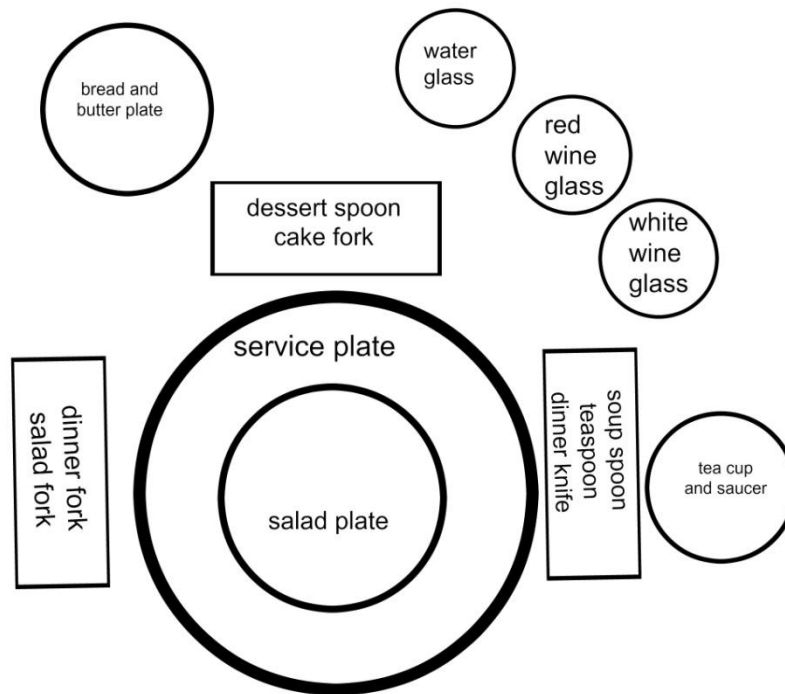 water
glass
bread and
butter plate
red
wine
glass
dessert spoon
cake fork
white
wine
glass
service plate
dinner fork
salad fork
soup spoon
teaspoon
dinner knife
tea cup
and saucer
salad plate